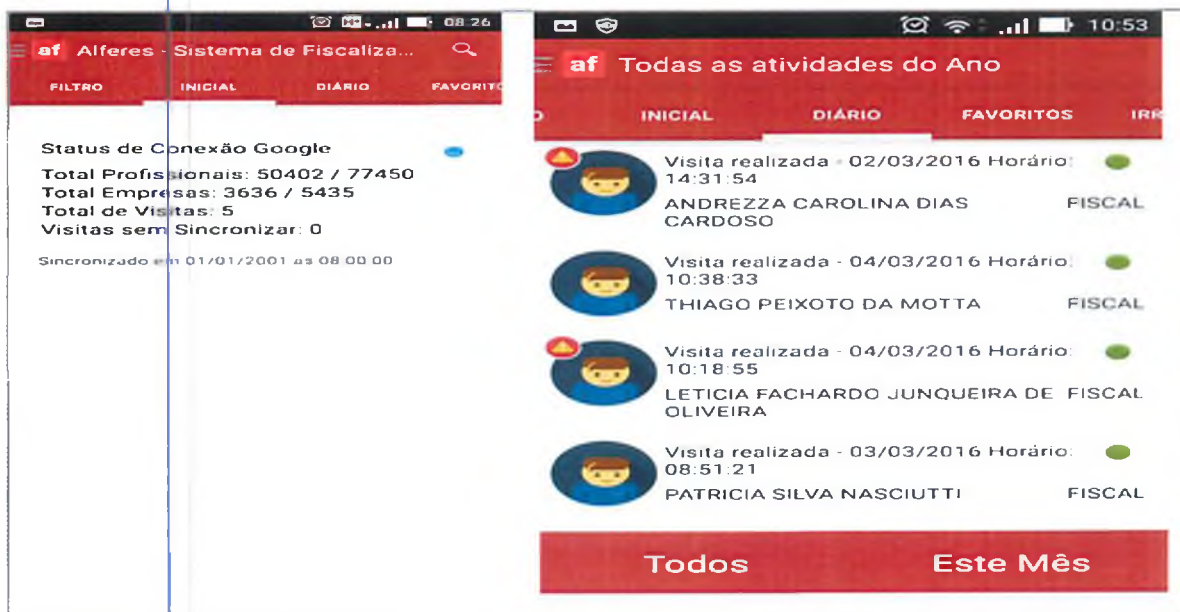 08:26
af Alferes - Sistema de Fiscaliza...
FILTRO INICIAL DIÁRIO FAVORITO
Status de Conexão Google
Total Profissionais: 50402 / 77450
Total Empresas: 3636 / 5435
Total de Visitas: 5
Visitas sem Sincronizar: 0
Sincronizado em 01/01/2001 as 08:00:00
10:53
af Todas as atividades do Ano
O INICIAL DIÁRIO FAVORITOS IRR
Visita realizada - 02/03/2016 Horário:
14:31:54
ANDREZZA CAROLINA DIAS FISCAL
CARDOSO
Visita realizada - 04/03/2016 Horário:
10:38:33
THIAGO PEIXOTO DA MOTTA FISCAL
Visita realizada - 04/03/2016 Horário:
10:18:55
LETICIA FACHARDO JUNQUEIRA DE FISCAL
OLIVEIRA
Visita realizada - 03/03/2016 Horário:
08:51:21
PATRICIA SILVA NASCIUTTI FISCAL
Todos Este Mês